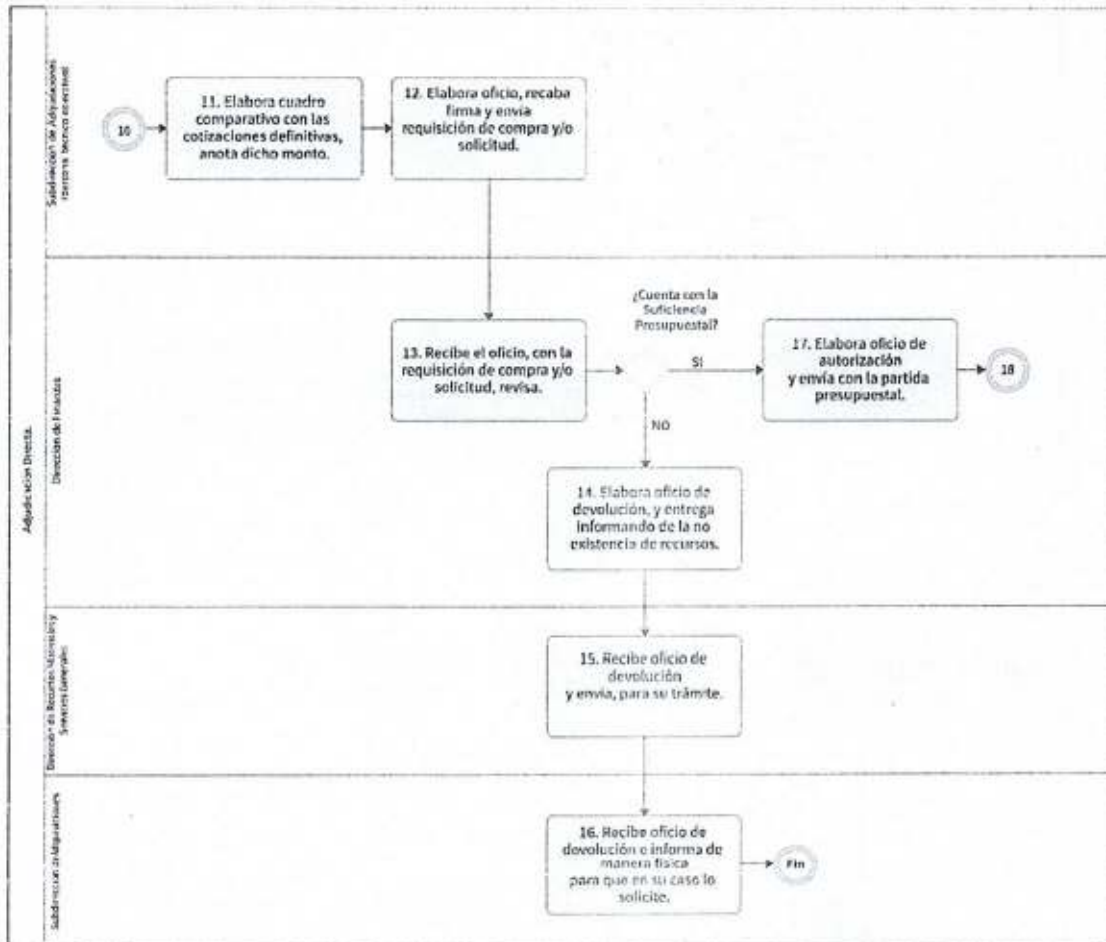 Adjudicación Directa.
Subdirección de Adquisiciones
(personal técnico operativo)
10
11. Elabora cuadro
comparativo con las
cotizaciones definitivas,
anota dicho monto.
12. Elabora oficio, recaba
firma y envía
requisición de compra y/o
solicitud.
Dirección de Finanzas
13. Recibe el oficio, con la
requisición de compra y/o
solicitud, revisa.
¿Cuenta con la
Suficiencia
Presupuestal?
SI
17. Elabora oficio de
autorización
y envía con la partida
presupuestal.
18
NO
14. Elabora oficio de
devolución, y entrega
informando de la no
existencia de recursos.
Dirección de Recursos Materiales y
Servicios Generales
15. Recibe oficio de
devolución
y envía, para su trámite.
Subdirección de Adquisiciones
16. Recibe oficio de
devolución e informa de
manera física
para que en su caso lo
solicite.
Fin